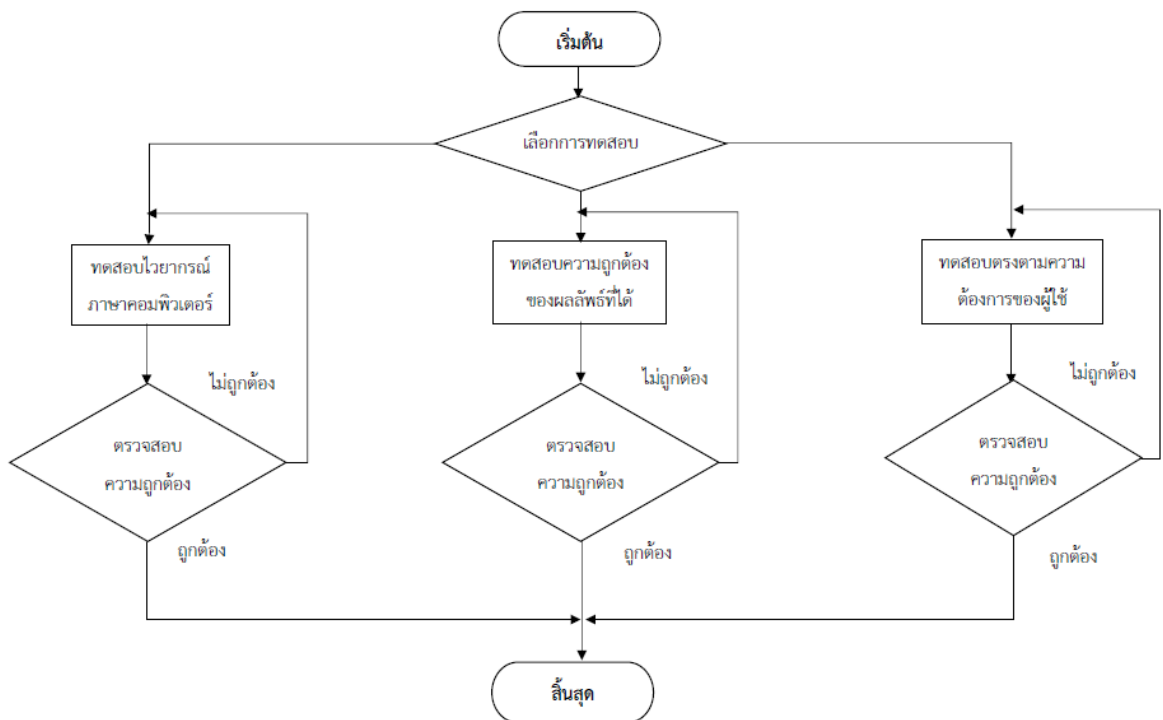 เริ่มต้น
เลือกการทดสอบ
ทดสอบไวยากรณ์
ภาษาคอมพิวเตอร์
ทดสอบความถูกต้อง
ของผลลัพธ์ที่ได้
ทดสอบตรงตามความ
ต้องการของผู้ใช้
ไม่ถูกต้อง
ไม่ถูกต้อง
ไม่ถูกต้อง
ตรวจสอบ
ความถูกต้อง
ตรวจสอบ
ความถูกต้อง
ตรวจสอบ
ความถูกต้อง
ถูกต้อง
ถูกต้อง
ถูกต้อง
สิ้นสุด